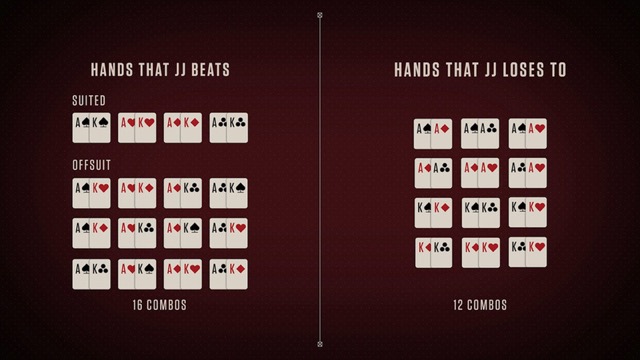 HANDS THAT JJ BEATS
SUITED
A♠ K♠ A♥ K♥ A♦ K♦ A♣ K♣
OFFSUIT
A♠ K♥ A♥ K♦ A♦ K♣ A♣ K♠
A♠ K♦ A♥ K♣ A♦ K♠ A♣ K♥
A♠ K♣ A♥ K♠ A♦ K♥ A♣ K♦
16 COMBOS
HANDS THAT JJ LOSES TO
A♠ A♦ A♠ A♣ A♠ A♥
A♦ A♣ A♦ A♥ A♣ A♥
K♠ K♦ K♠ K♣ K♠ K♥
K♦ K♣ K♦ K♥ K♣ K♥
12 COMBOS